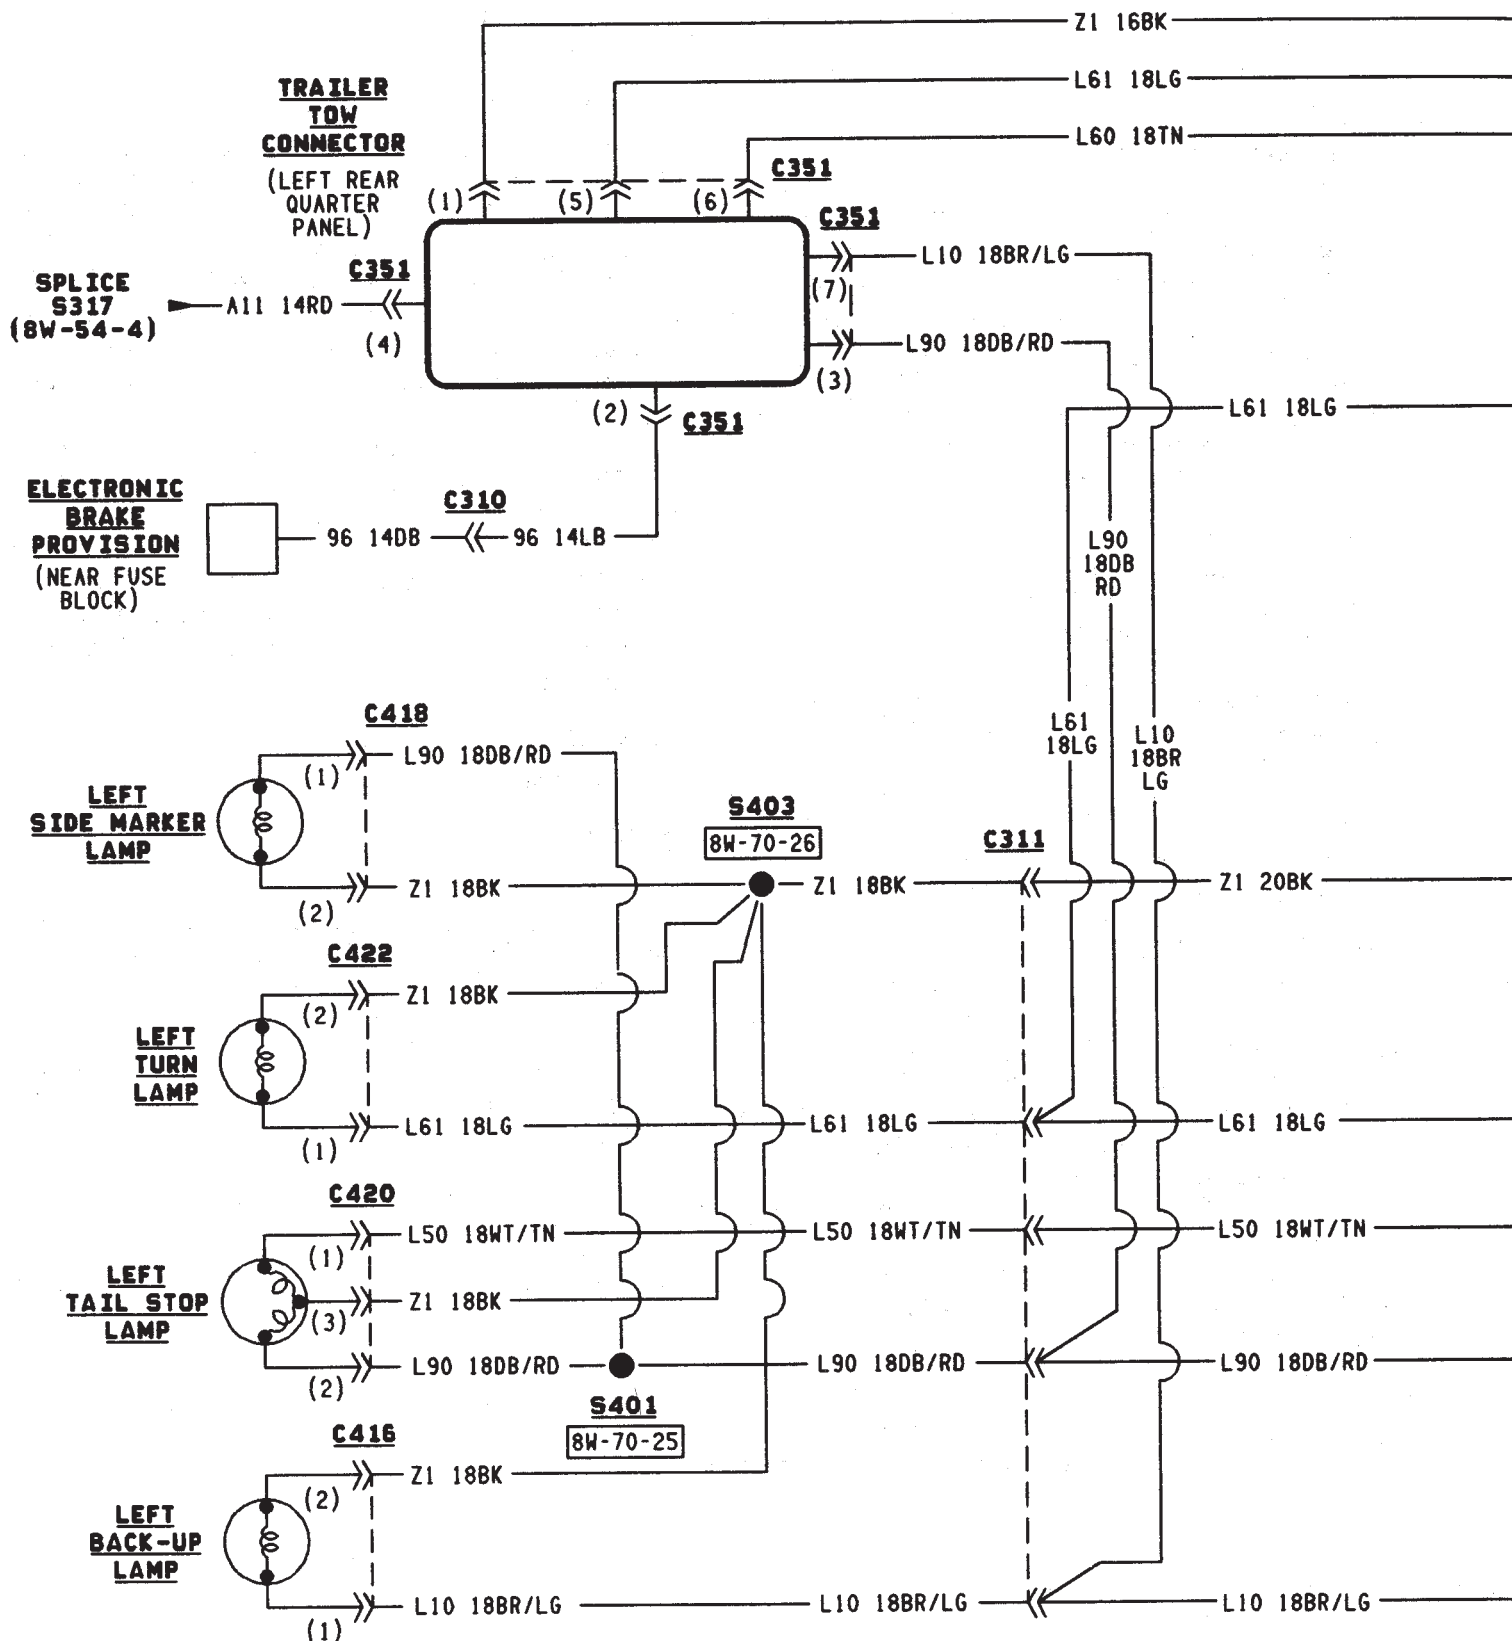 Z1 16BK
L61 18LG
L60 18TN
TRAILER
TOW
CONNECTOR
(LEFT REAR
QUARTER
PANEL)
C351
(1)
(5)
(6)
C351
L10 18BR/LG
(7)
L90 18DB/RD
(3)
SPLICE
S317
(8W-54-4)
A11 14RD
C351
(4)
(2)
C351
L61 18LG
ELECTRONIC
BRAKE
PROVISION
(NEAR FUSE
BLOCK)
96 14DB
C310
96 14LB
L90
18DB
RD
L61
18LG
L10
18BR
LG
C418
(1)
L90 18DB/RD
LEFT
SIDE MARKER
LAMP
(2)
Z1 18BK
S403
8W-70-26
Z1 18BK
C311
Z1 20BK
C422
(2)
Z1 18BK
LEFT
TURN
LAMP
(1)
L61 18LG
L61 18LG
L61 18LG
C420
(1)
L50 18WT/TN
L50 18WT/TN
L50 18WT/TN
LEFT
TAIL STOP
LAMP
(3)
Z1 18BK
(2)
L90 18DB/RD
L90 18DB/RD
L90 18DB/RD
S401
8W-70-25
C416
(2)
Z1 18BK
LEFT
BACK-UP
LAMP
(1)
L10 18BR/LG
L10 18BR/LG
L10 18BR/LG